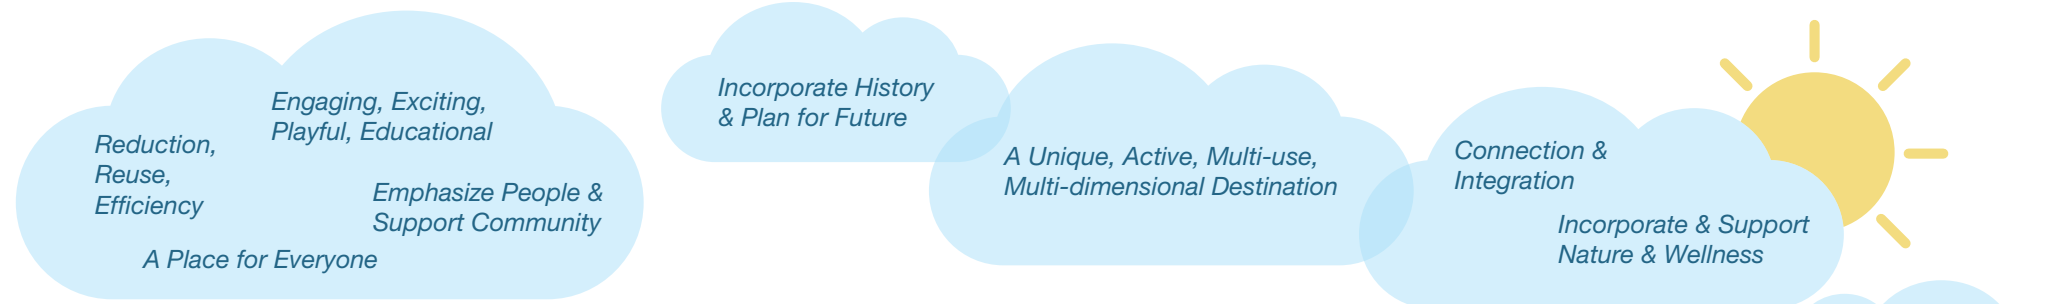 Engaging, Exciting,
Playful, Educational
Reduction,
Reuse,
Efficiency
Emphasize People &
Support Community
A Place for Everyone
Incorporate History
& Plan for Future
A Unique, Active, Multi-use,
Multi-dimensional Destination
Connection &
Integration
Incorporate & Support
Nature & Wellness